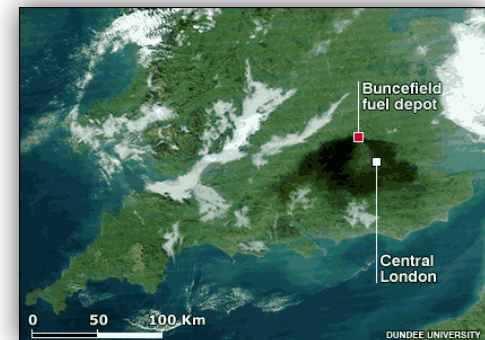 Buncefield
fuel depot
Central
London
0 50 100 Km
DUNDEE UNIVERSITY